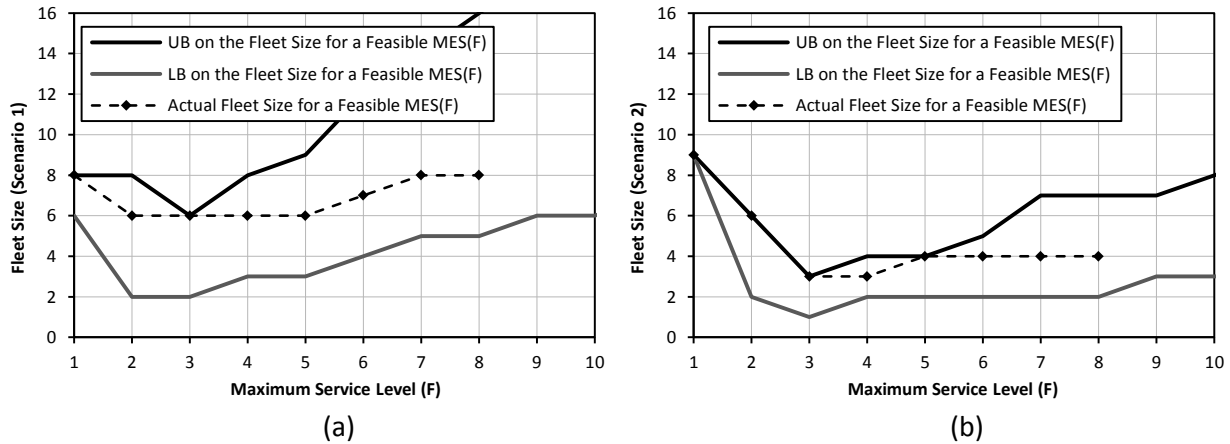 16
14
12
10
8
6
4
2
0
Fleet Size (Scenario 1)
UB on the Fleet Size for a Feasible MES(F)
LB on the Fleet Size for a Feasible MES(F)
Actual Fleet Size for a Feasible MES(F)
1 2 3 4 5 6 7 8 9 10
Maximum Service Level (F)
(a)
16
14
12
10
8
6
4
2
0
Fleet Size (Scenario 2)
UB on the Fleet Size for a Feasible MES(F)
LB on the Fleet Size for a Feasible MES(F)
Actual Fleet Size for a Feasible MES(F)
1 2 3 4 5 6 7 8 9 10
Maximum Service Level (F)
(b)